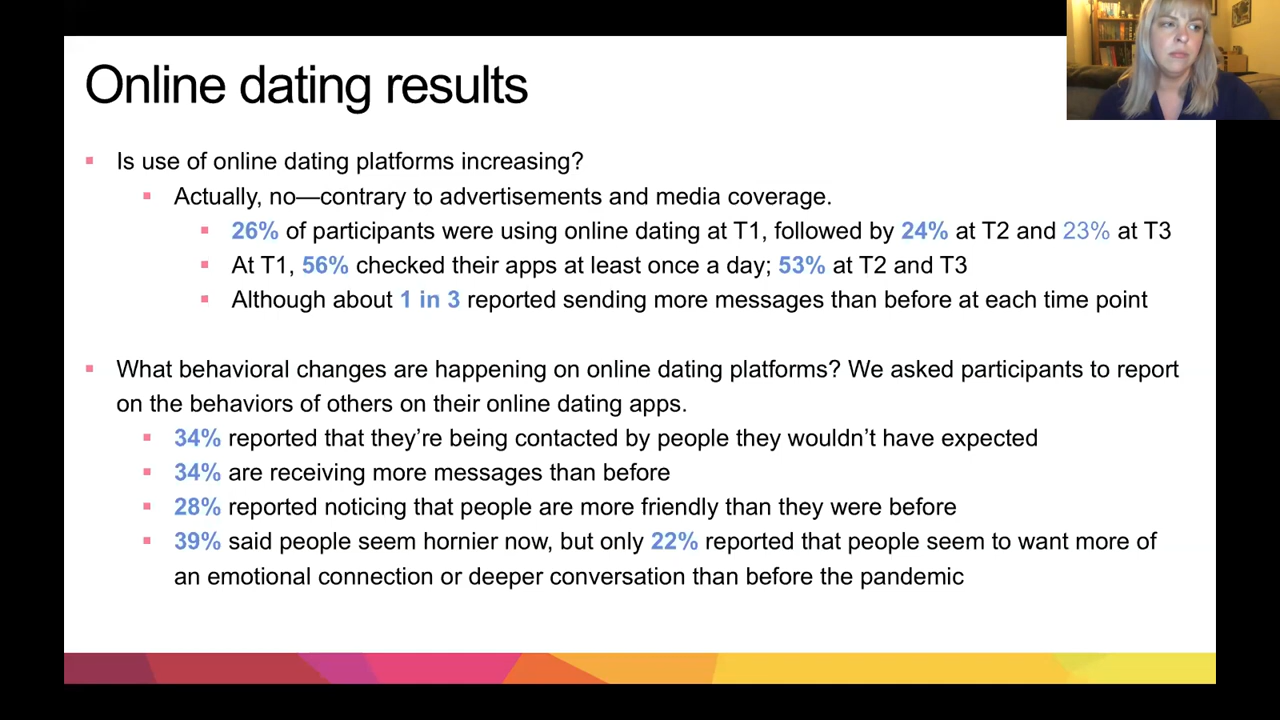 Online dating results
Is use of online dating platforms increasing?
Actually, no—contrary to advertisements and media coverage.
26% of participants were using online dating at T1, followed by 24% at T2 and 23% at T3
At T1, 56% checked their apps at least once a day; 53% at T2 and T3
Although about 1 in 3 reported sending more messages than before at each time point
What behavioral changes are happening on online dating platforms? We asked participants to report
on the behaviors of others on their online dating apps.
34% reported that they’re being contacted by people they wouldn’t have expected
34% are receiving more messages than before
28% reported noticing that people are more friendly than they were before
39% said people seem hornier now, but only 22% reported that people seem to want more of
an emotional connection or deeper conversation than before the pandemic